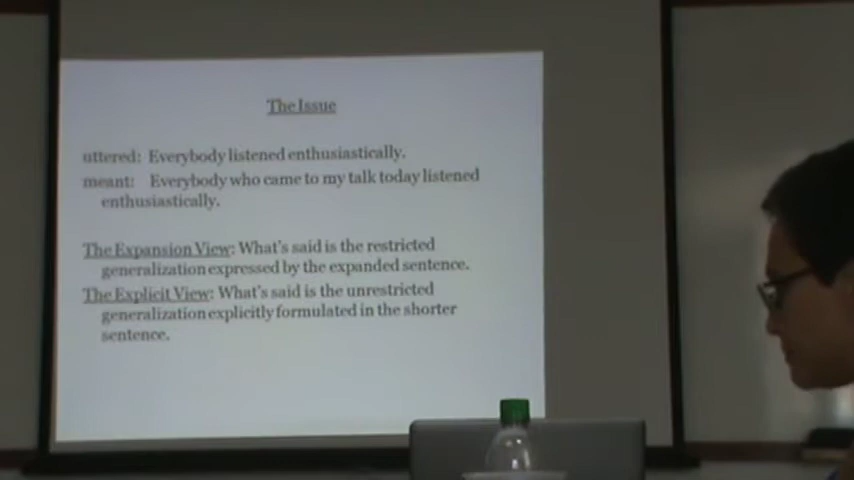 The Issue
uttered: Everybody listened enthusiastically.
meant: Everybody who came to my talk today listened
enthusiastically.
The Expansion View: What's said is the restricted
generalization expressed by the expanded sentence.
The Explicit View: What's said is the unrestricted
generalization explicitly formulated in the shorter
sentence.